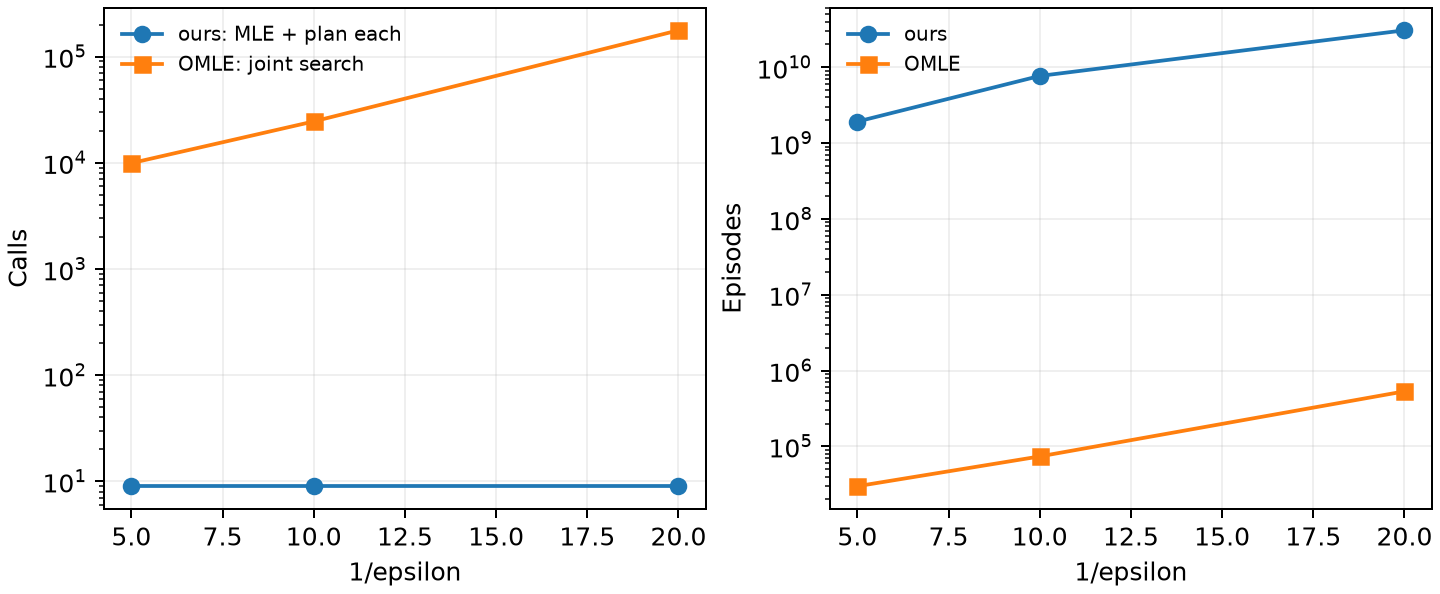 ours: MLE + plan each
OMLE: joint search
10^5
10^4
10^3
10^2
10^1
Calls
5.0 7.5 10.0 12.5 15.0 17.5 20.0
1/epsilon
ours
OMLE
10^10
10^9
10^8
10^7
10^6
10^5
Episodes
5.0 7.5 10.0 12.5 15.0 17.5 20.0
1/epsilon